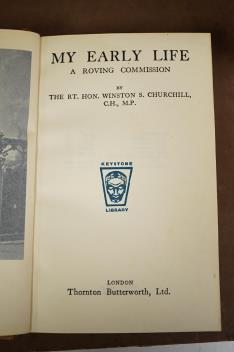 MY EARLY LIFE
A ROVING COMMISSION
BY
THE RT. HON. WINSTON S. CHURCHILL,
C.H., M.P.
KEYSTONE
LIBRARY
LONDON
Thornton Butterworth, Ltd.